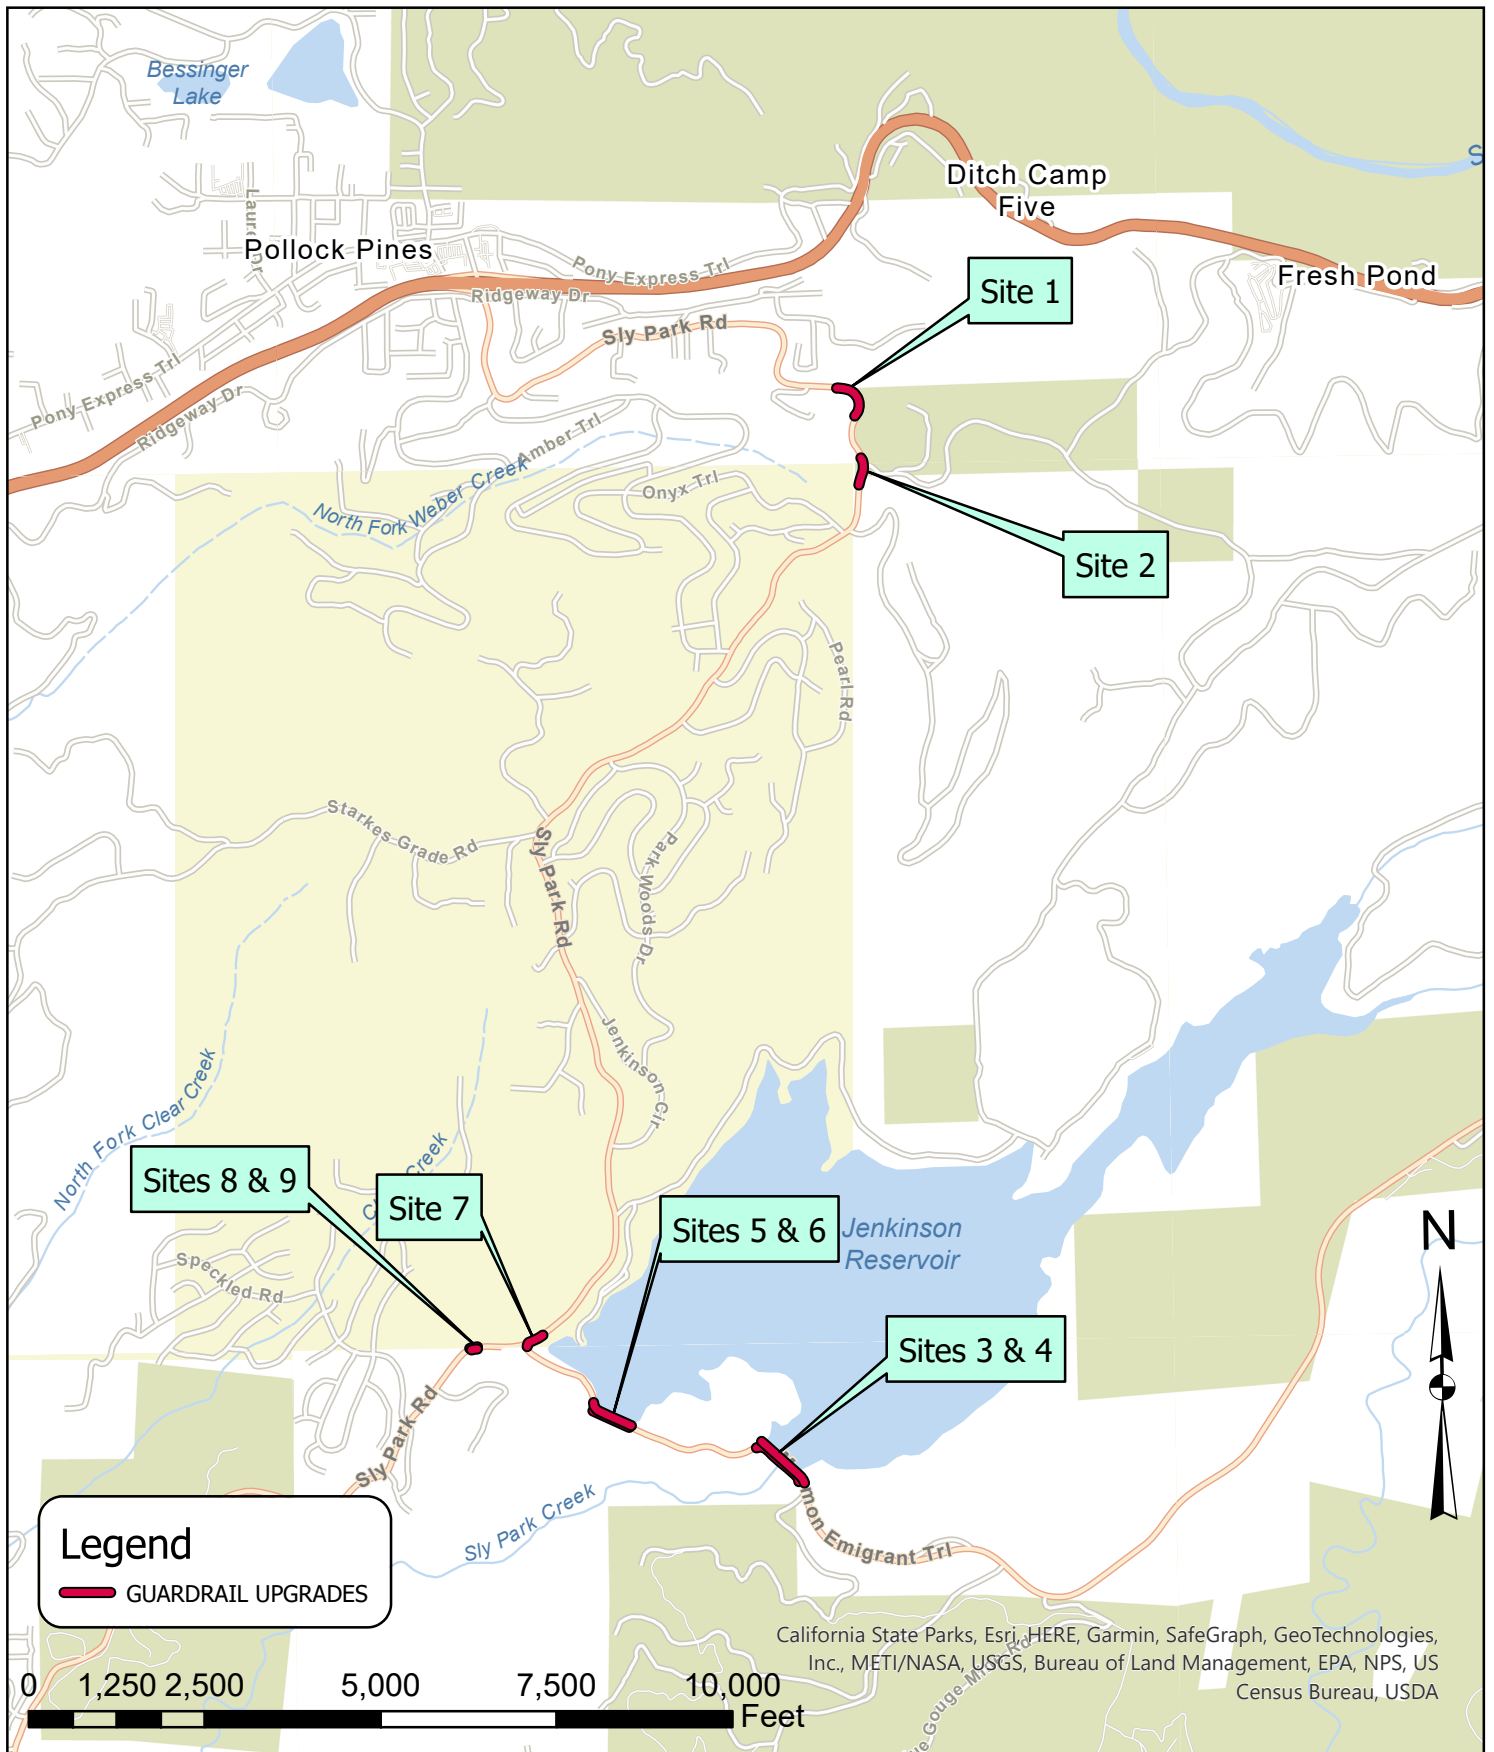 Bessinger
Lake
S
Ditch Camp
Five
Laurel Dr
Pollock Pines
Pony Express Trl
Fresh Pond
Ridgeway Dr
Site 1
Sly Park Rd
Pony Express Trl
Ridgeway Dr
Amber Trl
North Fork Weber Creek
Onyx Trl
Site 2
Pearl Rd
Starkes Grade Rd
Sly Park Rd
Park Woods Dr
Jenkinson Cir
North Fork Clear Creek
Creek
Sites 8 & 9
Site 7
Sites 5 & 6
Jenkinson
Reservoir
N
Speckled Rd
Sites 3 & 4
Sly Park Rd
Sly Park Creek
mon Emigrant Trl
Legend
GUARDRAIL UPGRADES
California State Parks, Esri, HERE, Garmin, SafeGraph, GeoTechnologies,
Inc., METI/NASA, USGS, Bureau of Land Management, EPA, NPS, US
Census Bureau, USDA
0 1,250 2,500 5,000 7,500 10,000
Feet